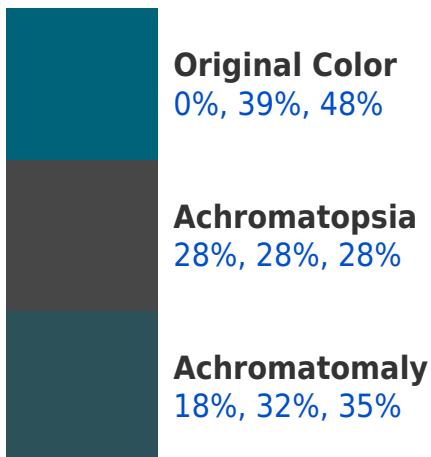 Original Color
0%, 39%, 48%
Achromatopsia
28%, 28%, 28%
Achromatomaly
18%, 32%, 35%